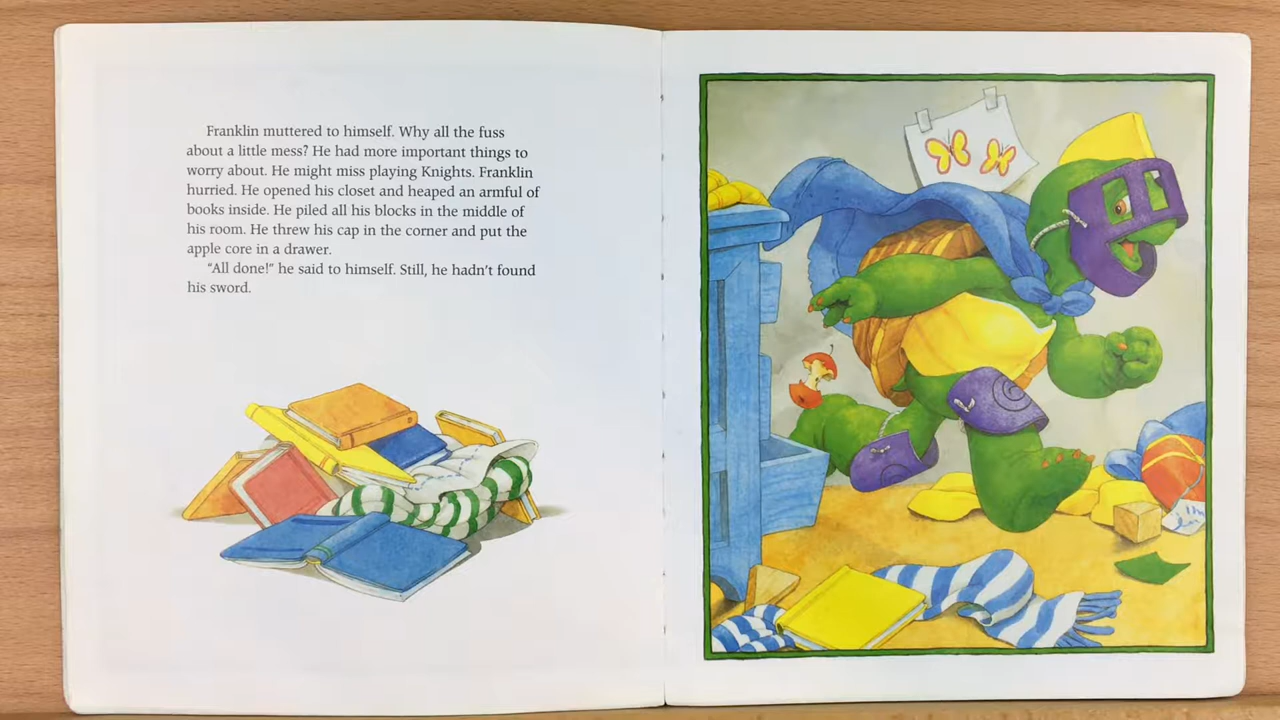 Franklin muttered to himself. Why all the fuss
about a little mess? He had more important things to
worry about. He might miss playing Knights. Franklin
hurried. He opened his closet and heaped an armful of
books inside. He piled all his blocks in the middle of
his room. He threw his cap in the corner and put the
apple core in a drawer.
“All done!” he said to himself. Still, he hadn’t found
his sword.